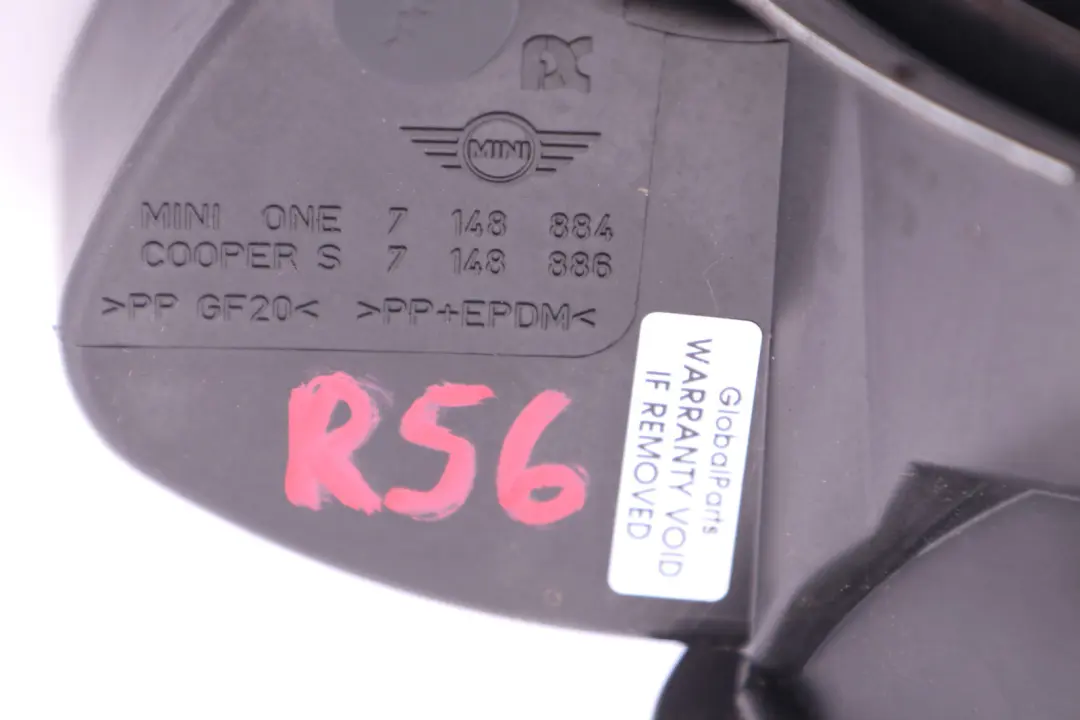 MINI
MINI ONE 7 148 884
COOPER S 7 148 886
>PP GF20< >PP+EPDM<
R56
GlobalParts
WARRANTY VOID
IF REMOVED